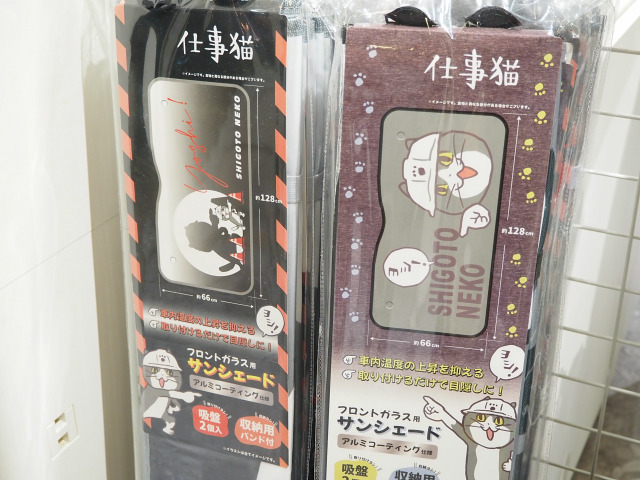 仕事猫
Yoshi!
SHIGOTO NEKO
約128cm
約66cm
ヨシ!
車内温度の上昇を抑える
取り付けるだけで目隠しに!
フロントガラス用
サンシェード
アルミコーティング仕様
吸盤
2個入
収納用
バンド付
仕事猫
SHIGOTO
NEKO
約128cm
約66cm
ヨシ!
車内温度の上昇を抑える
取り付けるだけで目隠しに!
フロントガラス用
サンシェード
アルミコーティング仕様
吸盤
収納用